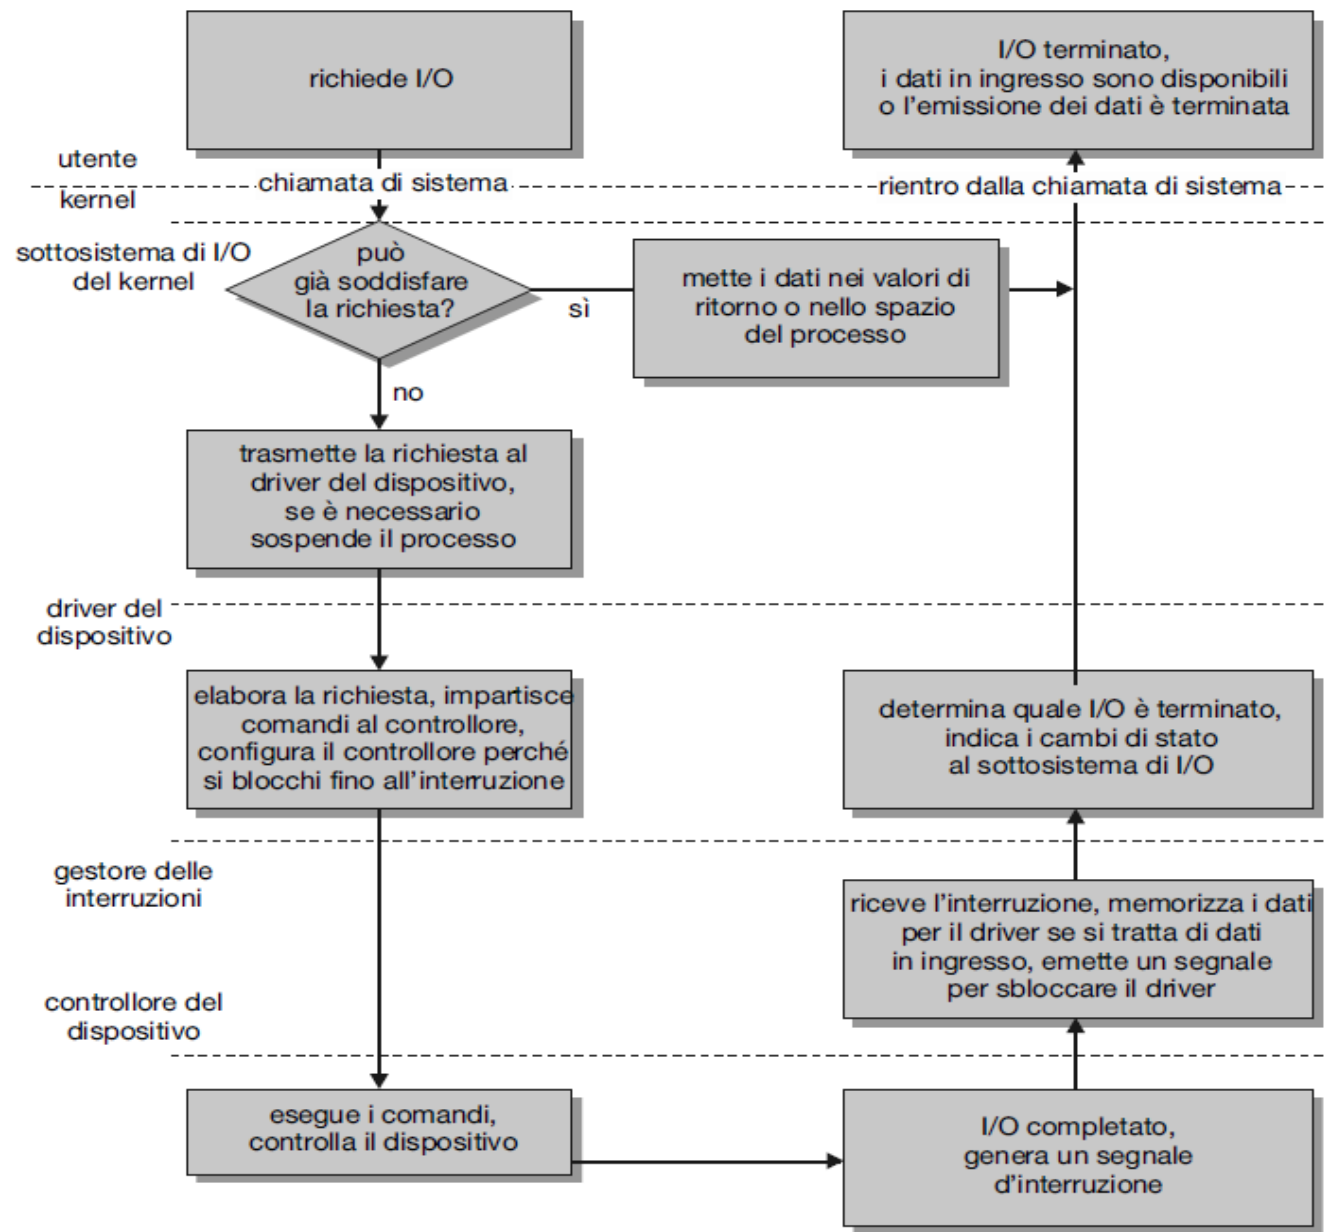 richiede I/O
I/O terminato,
i dati in ingresso sono disponibili
o l'emissione dei dati è terminata
utente
chiamata di sistema
rientro dalla chiamata di sistema
kernel
sottosistema di I/O
del kernel
può
già soddisfare
la richiesta?
sì
mette i dati nei valori di
ritorno o nello spazio
del processo
no
trasmette la richiesta al
driver del dispositivo,
se è necessario
sospende il processo
driver del
dispositivo
elabora la richiesta, impartisce
comandi al controllore,
configura il controllore perché
si blocchi fino all'interruzione
determina quale I/O è terminato,
indica i cambi di stato
al sottosistema di I/O
gestore delle
interruzioni
riceve l'interruzione, memorizza i dati
per il driver se si tratta di dati
in ingresso, emette un segnale
per sbloccare il driver
controllore del
dispositivo
esegue i comandi,
controlla il dispositivo
I/O completato,
genera un segnale
d'interruzione